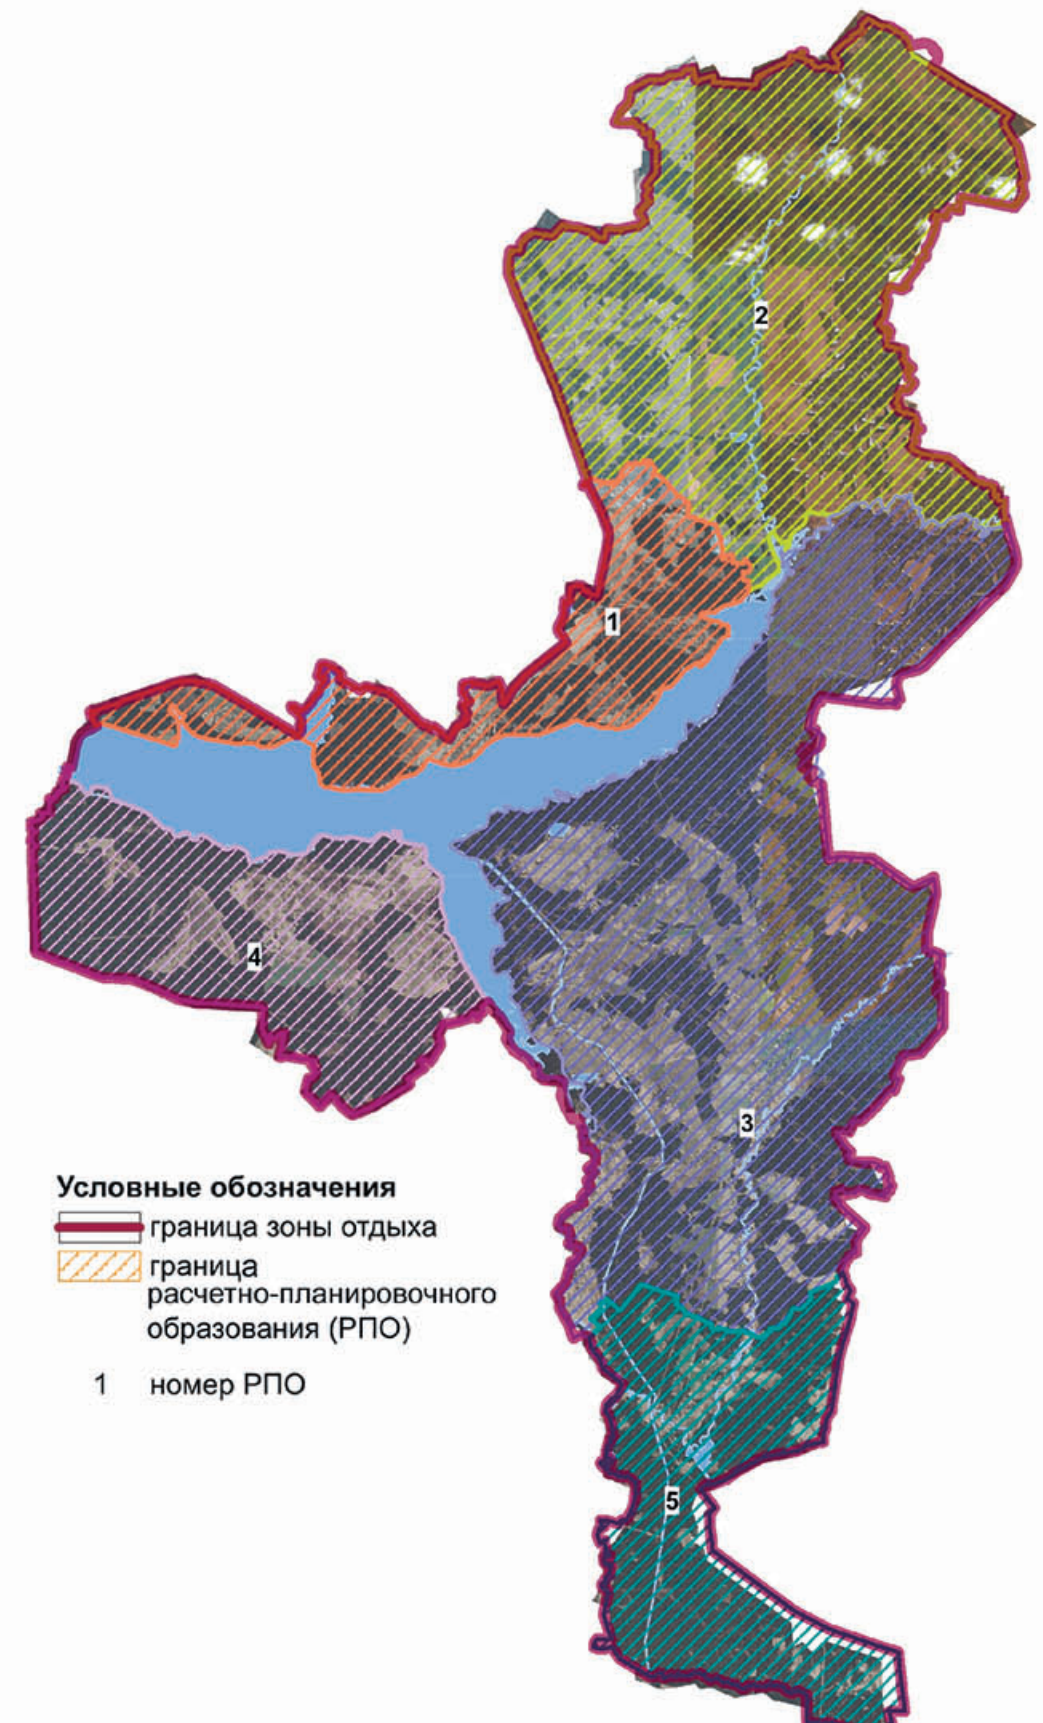 2
1
4
3
Условные обозначения
граница зоны отдыха
граница
расчетно-планировочного
образования (РПО)
1 номер РПО
5